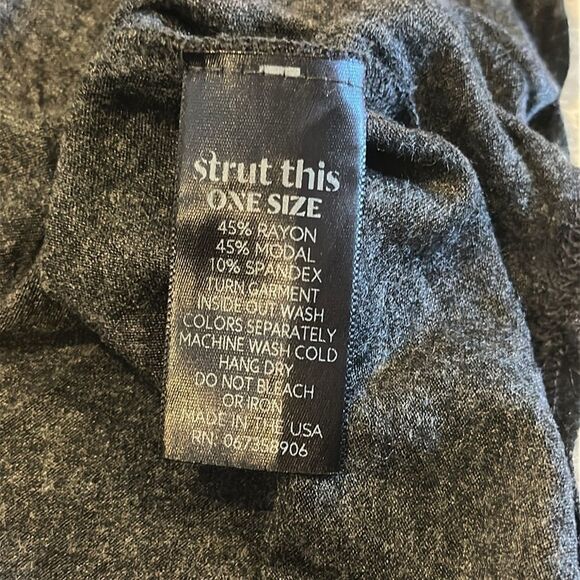 strut this
ONE SIZE
45% RAYON
45% MODAL
10% SPANDEX
TURN GARMENT
INSIDE OUT WASH
COLORS SEPARATELY
MACHINE WASH COLD
HANG DRY
DO NOT BLEACH
OR IRON
MADE IN THE USA
RN: 067358906